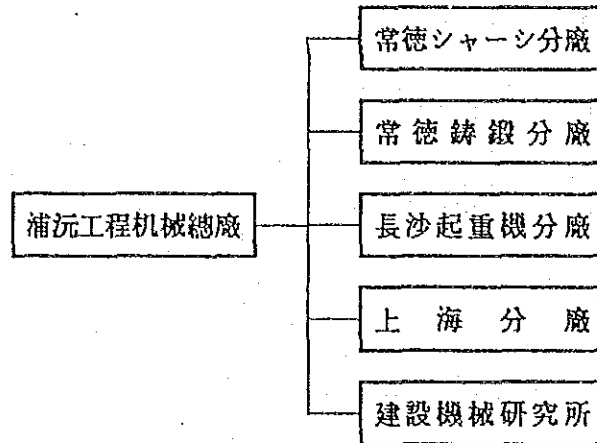 常徳シャーシ分廠
常徳鋳鍛分廠
浦沅工程机械總廠
長沙起重機分廠
上海分廠
建設機械研究所